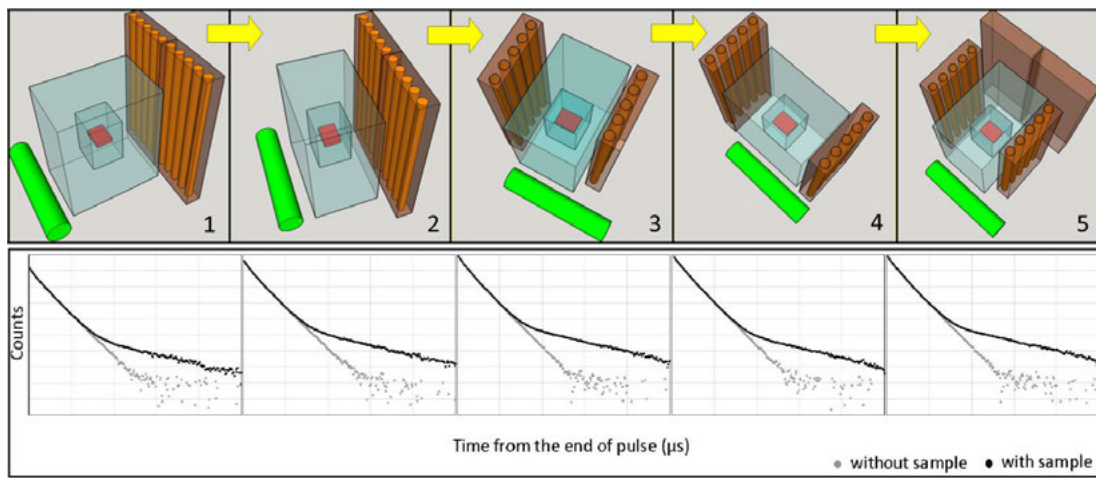 1
2
3
4
5
Counts
Time from the end of pulse (μs)
without sample
with sample